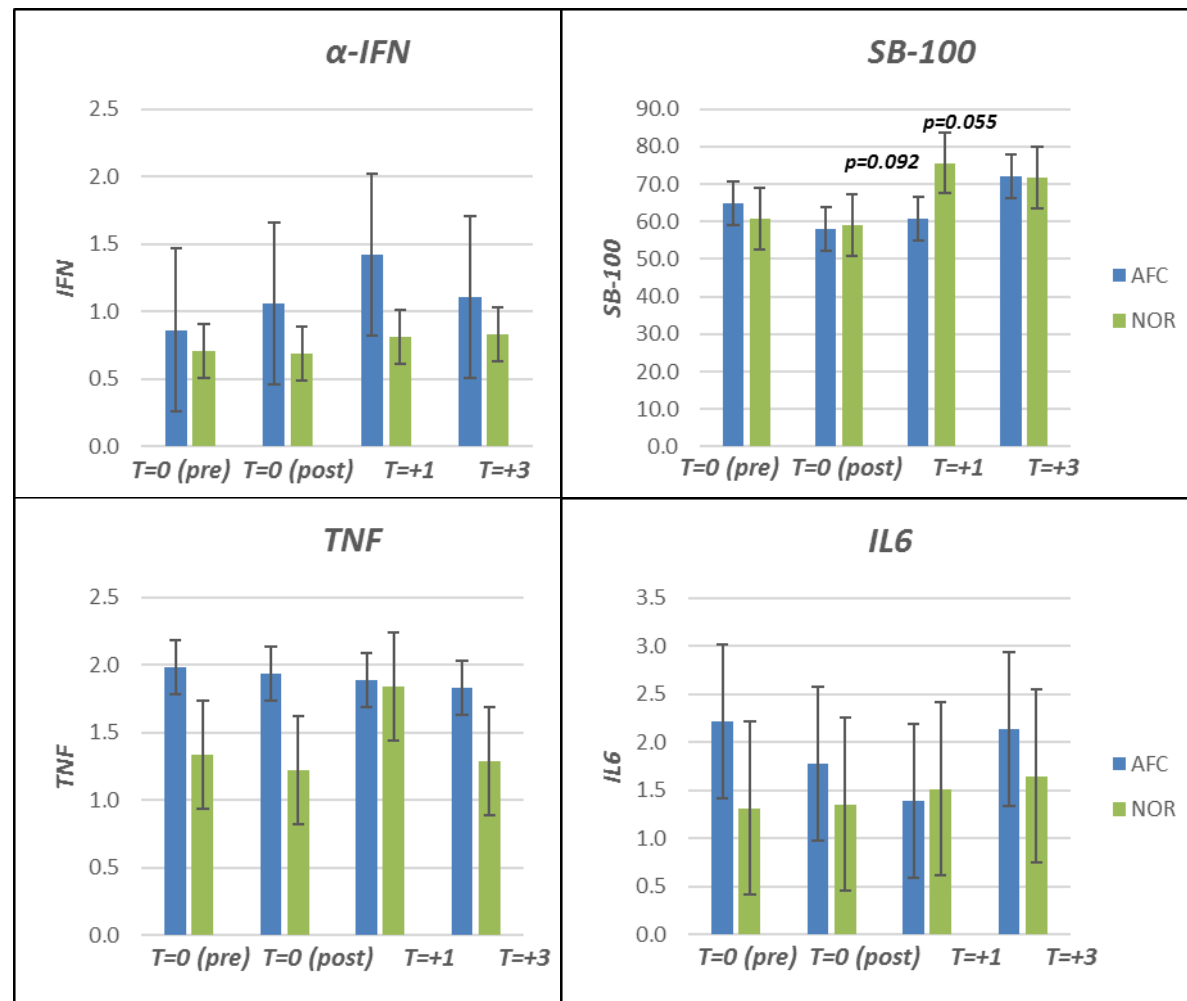 α-IFN
2.5
2.0
1.5
1.0
0.5
0.0
IFN
T=0 (pre) T=0 (post) T=+1 T=+3
SB-100
90.0
80.0
70.0
60.0
50.0
40.0
30.0
20.0
10.0
0.0
SB-100
p=0.055
p=0.092
T=0 (pre) T=0 (post) T=+1 T=+3
AFC
NOR
TNF
2.5
2.0
1.5
1.0
0.5
0.0
TNF
T=0 (pre) T=0 (post) T=+1 T=+3
IL6
3.5
3.0
2.5
2.0
1.5
1.0
0.5
0.0
IL6
T=0 (pre) T=0 (post) T=+1 T=+3
AFC
NOR